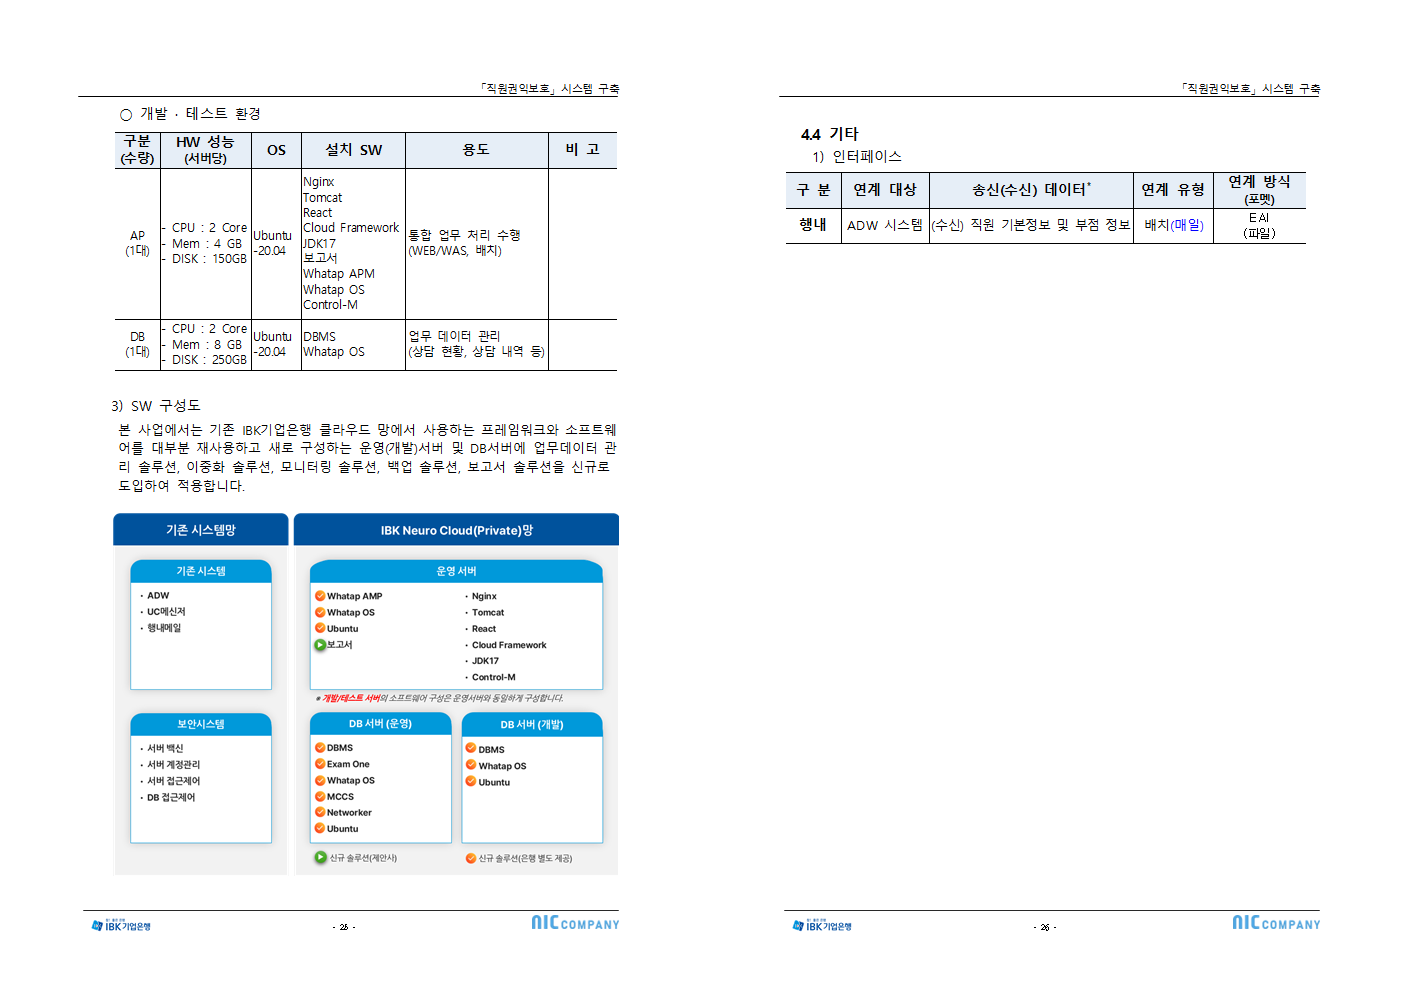 「직원권익보호」시스템 구축
○ 개발 · 테스트 환경
구분 (수량) HW 성능 (서버당) OS 설치 SW 용도 비 고
AP (1대)
- CPU : 2 Core
- Mem : 4 GB
- DISK : 150GB
Ubuntu
-20.04
Nginx
Tomcat
React
Cloud Framework
JDK17
보고서
Whatap APM
Whatap OS
Control-M
통합 업무 처리 수행
(WEB/WAS, 배치)
DB (1대)
- CPU : 2 Core
- Mem : 8 GB
- DISK : 250GB
Ubuntu
-20.04
DBMS
Whatap OS
업무 데이터 관리
(상담 현황, 상담 내역 등)
3) SW 구성도
본 사업에서는 기존 IBK기업은행 클라우드 망에서 사용하는 프레임워크와 소프트웨
어를 대부분 재사용하고 새로 구성하는 운영(개발)서버 및 DB서버에 업무데이터 관
리 솔루션, 이중화 솔루션, 모니터링 솔루션, 백업 솔루션, 보고서 솔루션을 신규로
도입하여 적용합니다.
기존 시스템망
기존 시스템
• ADW
• UC메신저
• 행내메일
보안시스템
• 서버 백신
• 서버 계정관리
• 서버 접근제어
• DB 접근제어
IBK Neuro Cloud(Private)망
운영 서버
Whatap AMP
Whatap OS
Ubuntu
보고서
• Nginx
• Tomcat
• React
• Cloud Framework
• JDK17
• Control-M
※ 개발/테스트 서버의 소프트웨어 구성은 운영서버와 동일하게 구성합니다.
DB 서버 (운영)
DBMS
Exam One
Whatap OS
MCCS
Networker
Ubuntu
DB 서버 (개발)
DBMS
Whatap OS
Ubuntu
신규 솔루션(제안사)
신규 솔루션(은행 별도 제공)
IBK기업은행
- 25 -
NIC COMPANY
「직원권익보호」시스템 구축
4.4 기타
1) 인터페이스
구 분 연계 대상 송신(수신) 데이터* 연계 유형 연계 방식 (포멧)
행내 ADW 시스템 (수신) 직원 기본정보 및 부점 정보 배치(매일) EAI (파일)
IBK기업은행
- 26 -
NIC COMPANY